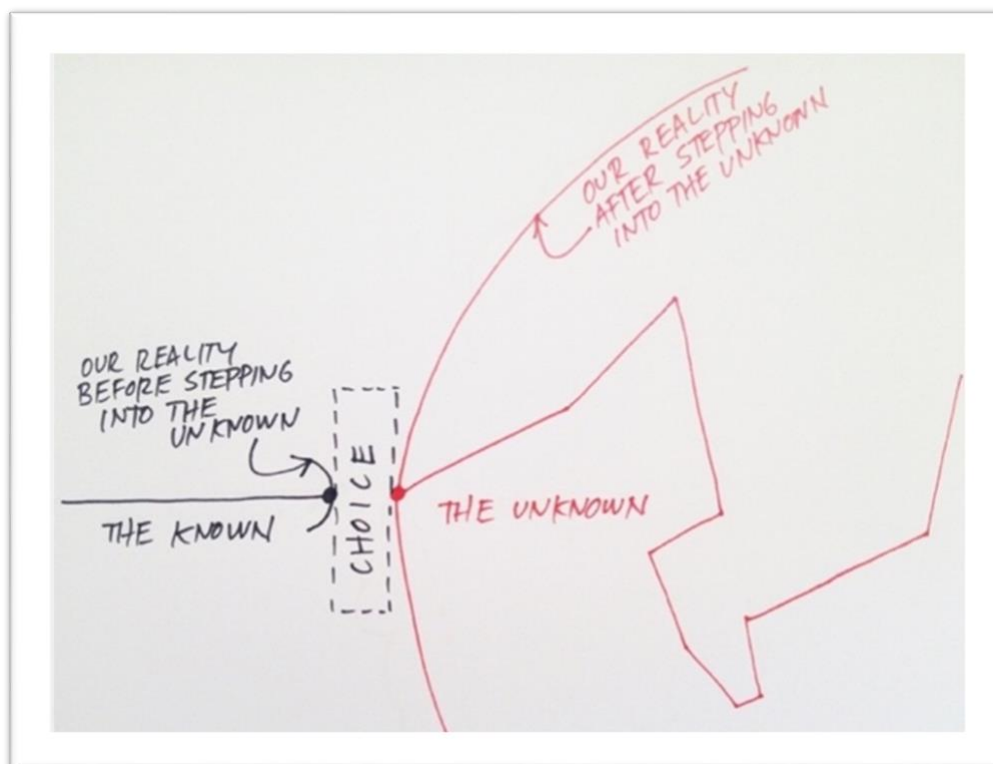 OUR REALITY
BEFORE STEPPING
INTO THE
UNKNOWN
THE KNOWN
CHOICE
THE UNKNOWN
OUR REALITY
AFTER STEPPING
INTO THE UNKNOWN